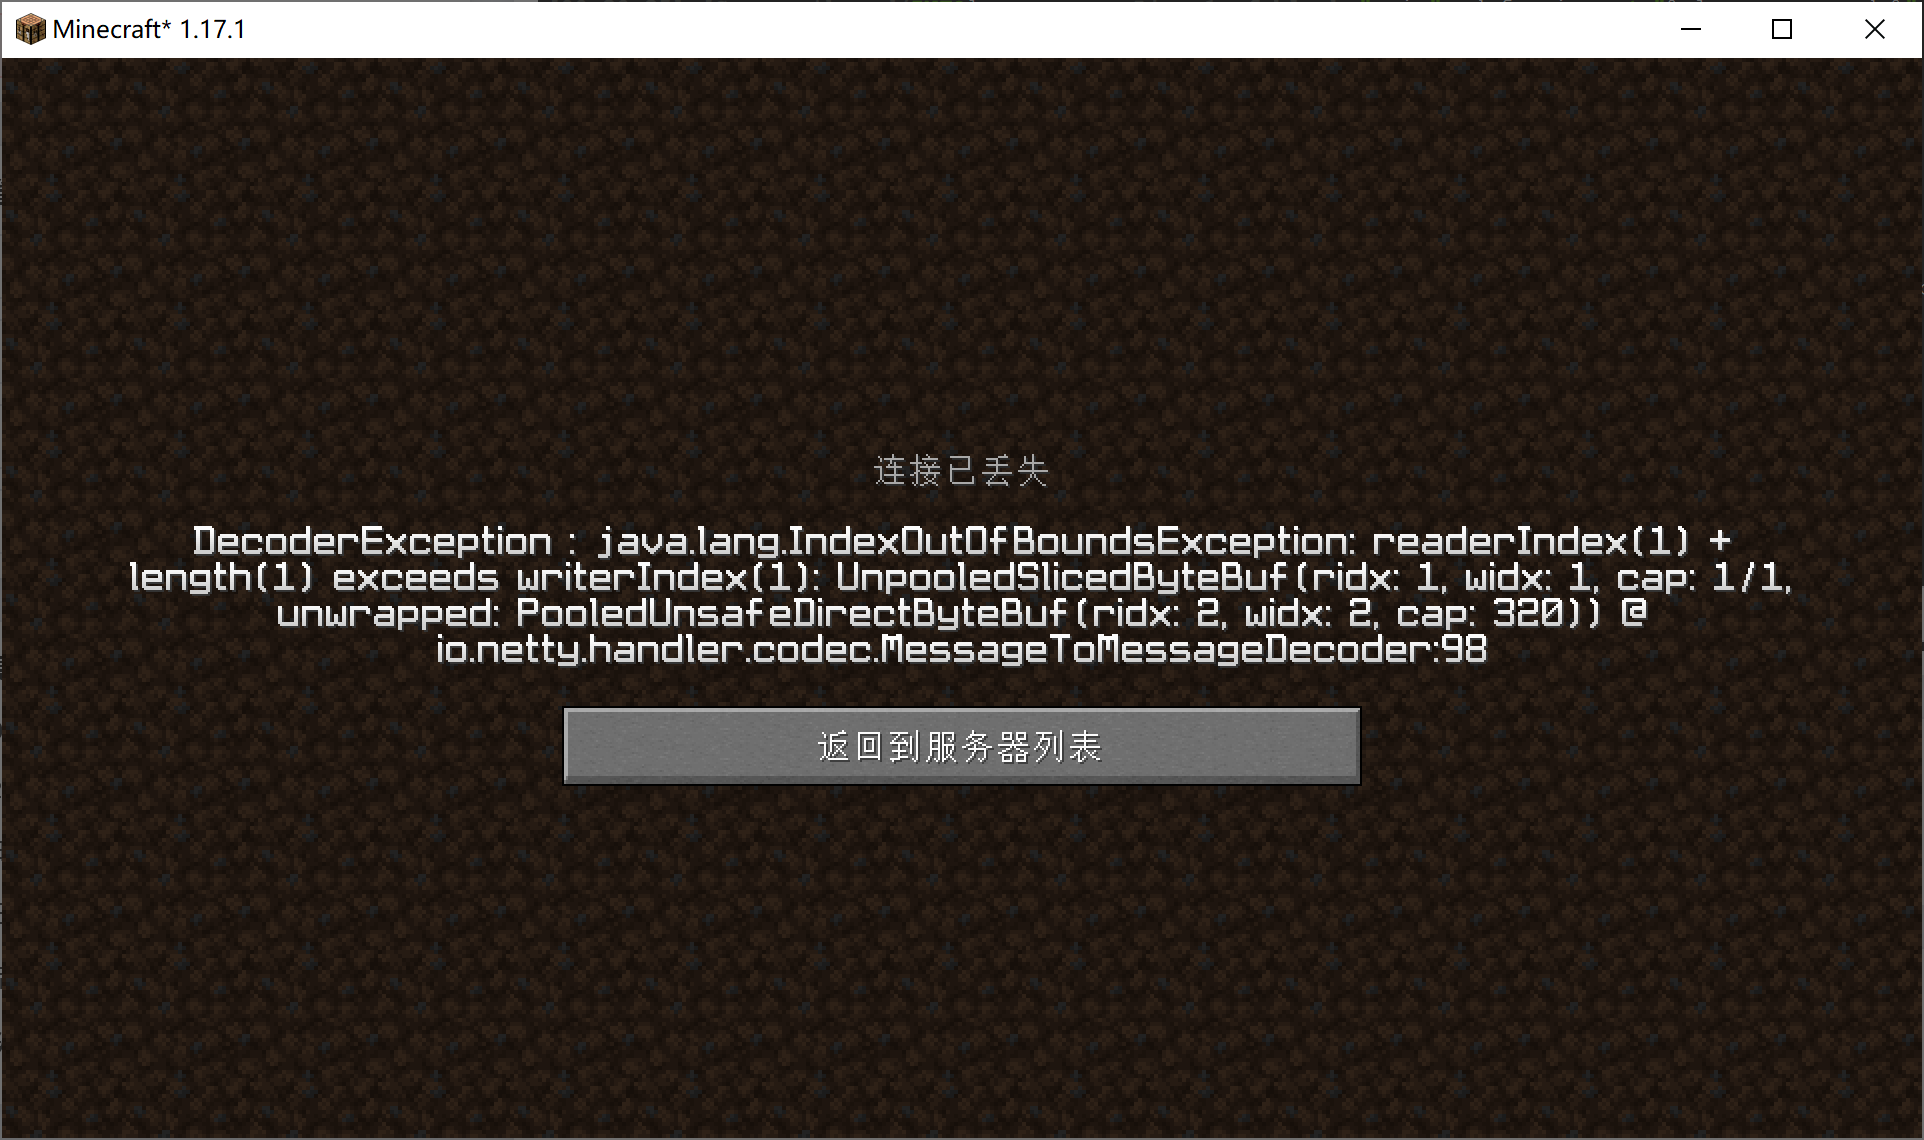 Minecraft* 1.17.1
连接已丢失
DecoderException : java.lang.IndexOutOfBoundsException: readerIndex(1) +
length(1) exceeds writerIndex(1): UnpooledSlicedByteBuf(ridx: 1, widx: 1, cap: 1/1,
unwrapped: PooledUnsafeDirectByteBuf(ridx: 2, widx: 2, cap: 320)) @
io.netty.handler.codec.MessageToMessageDecoder:98
返回到服务器列表